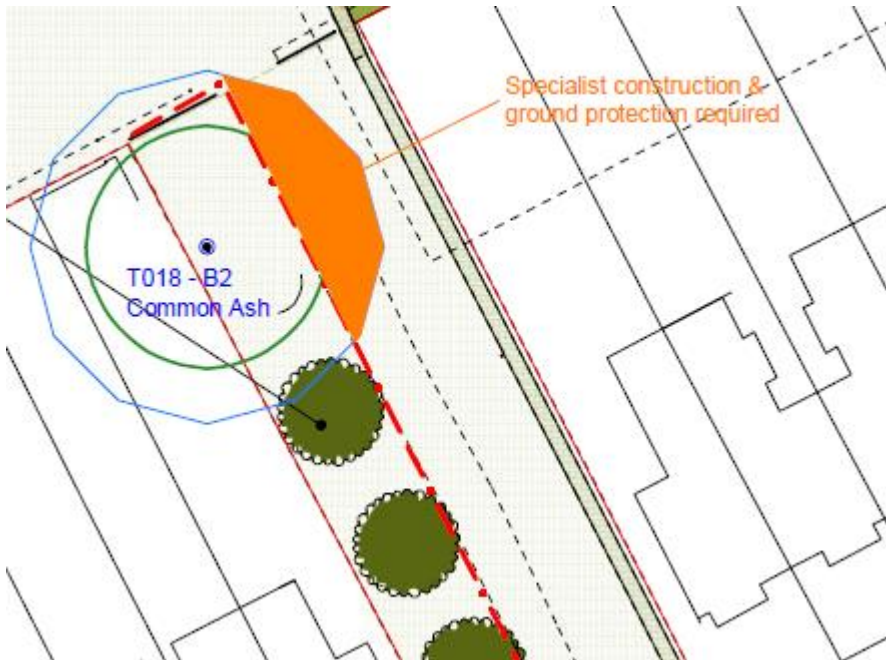 Specialist construction &
ground protection required
T018 - B2
Common Ash